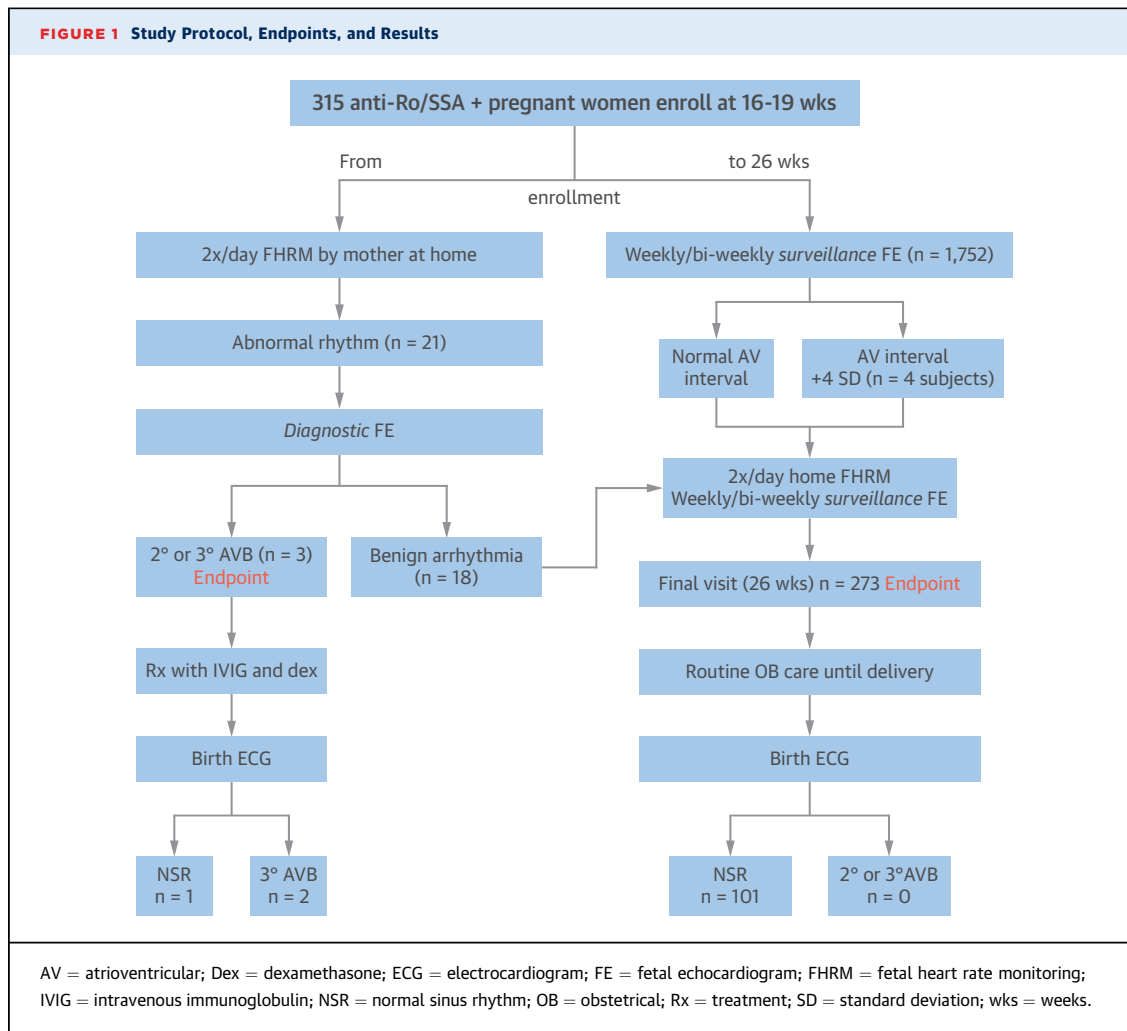 FIGURE 1 Study Protocol, Endpoints, and Results
315 anti-Ro/SSA + pregnant women enroll at 16-19 wks
From
to 26 wks
enrollment
2x/day FHRM by mother at home
Abnormal rhythm (n = 21)
Diagnostic FE
2° or 3° AVB (n = 3)
Endpoint
Benign arrhythmia
(n = 18)
Rx with IVIG and dex
Birth ECG
NSR
n = 1
3° AVB
n = 2
Weekly/bi-weekly surveillance FE (n = 1,752)
Normal AV
interval
AV interval
+4 SD (n = 4 subjects)
2x/day home FHRM
Weekly/bi-weekly surveillance FE
Final visit (26 wks) n = 273 Endpoint
Routine OB care until delivery
Birth ECG
NSR
n = 101
2° or 3°AVB
n = 0
AV = atrioventricular; Dex = dexamethasone; ECG = electrocardiogram; FE = fetal echocardiogram; FHRM = fetal heart rate monitoring;
IVIG = intravenous immunoglobulin; NSR = normal sinus rhythm; OB = obstetrical; Rx = treatment; SD = standard deviation; wks = weeks.